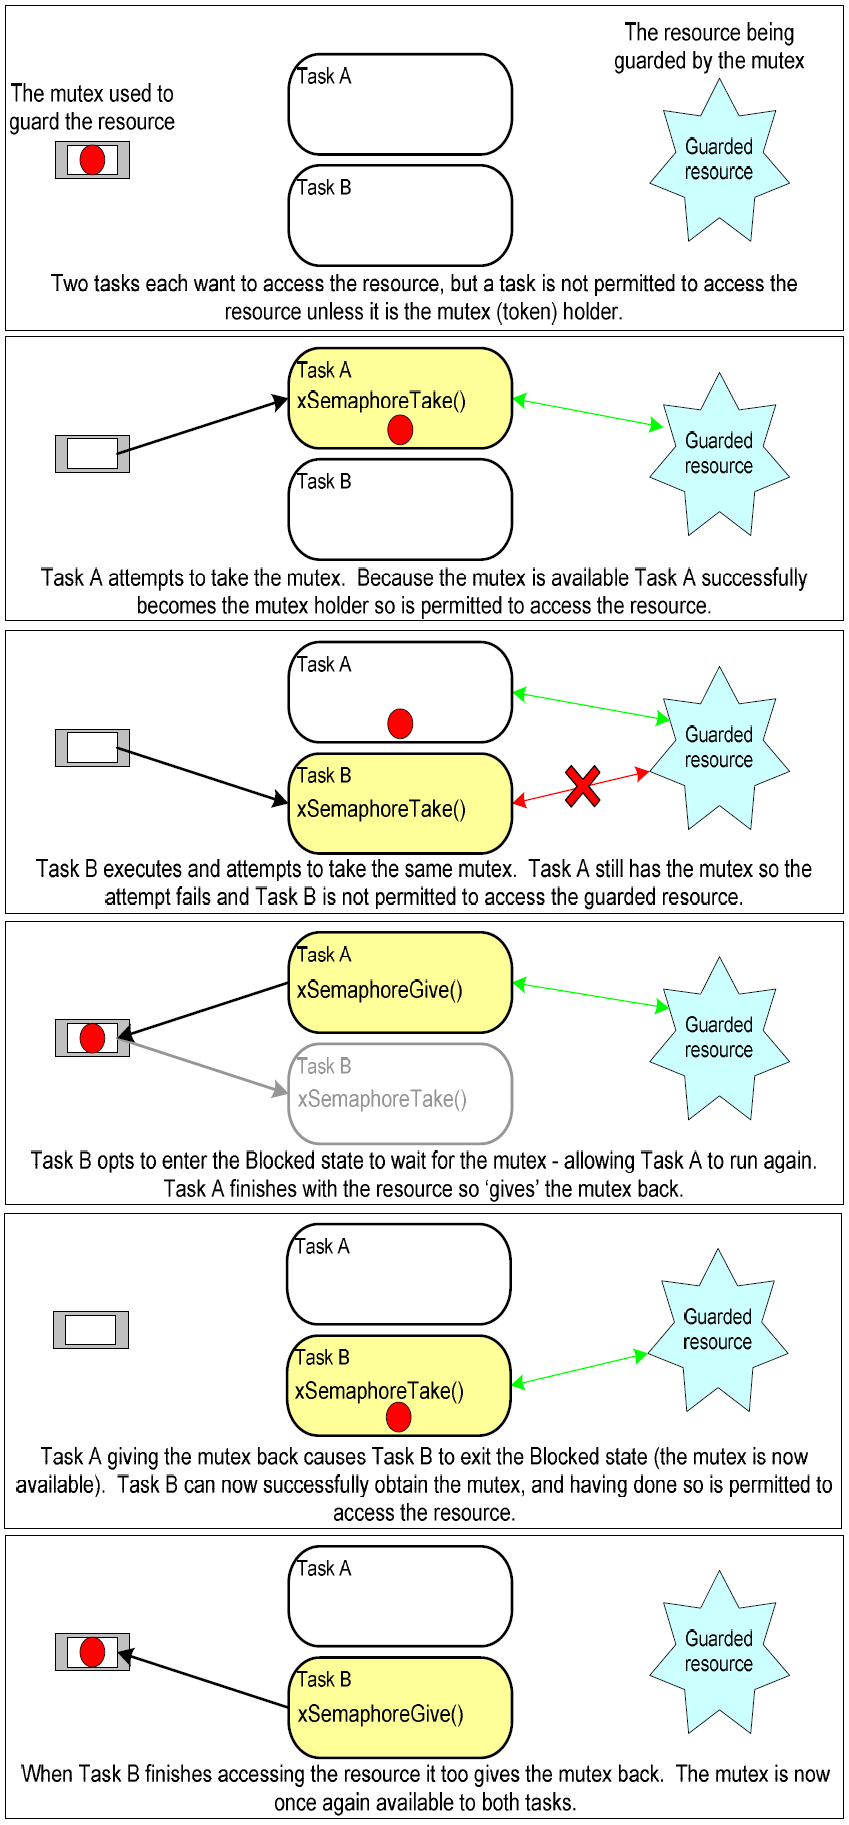 The resource being
guarded by the mutex
The mutex used to
guard the resource
Task A
Guarded
resource
Task B
Two tasks each want to access the resource, but a task is not permitted to access the
resource unless it is the mutex (token) holder.
Task A
xSemaphoreTake()
Guarded
resource
Task B
Task A attempts to take the mutex.  Because the mutex is available Task A successfully
becomes the mutex holder so is permitted to access the resource.
Task A
Guarded
resource
Task B
xSemaphoreTake()
Task B executes and attempts to take the same mutex.  Task A still has the mutex so the
attempt fails and Task B is not permitted to access the guarded resource.
Task A
xSemaphoreGive()
Guarded
resource
Task B
xSemaphoreTake()
Task B opts to enter the Blocked state to wait for the mutex - allowing Task A to run again.
Task A finishes with the resource so ‘gives’ the mutex back.
Task A
Guarded
resource
Task B
xSemaphoreTake()
Task A giving the mutex back causes Task B to exit the Blocked state (the mutex is now
available).  Task B can now successfully obtain the mutex, and having done so is permitted to
access the resource.
Task A
Guarded
resource
Task B
xSemaphoreGive()
When Task B finishes accessing the resource it too gives the mutex back.  The mutex is now
once again available to both tasks.